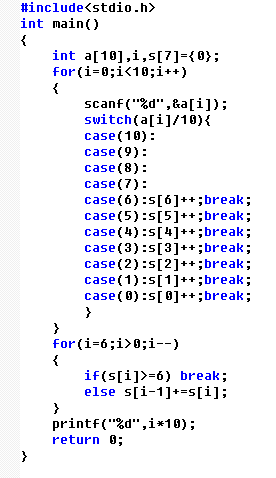 #include<stdio.h>
int main()
{
    int a[10],i,s[7]={0};
    for(i=0;i<10;i++)
    {
        scanf("%d",&a[i]);
        switch(a[i]/10){
        case(10):
        case(9):
        case(8):
        case(7):
        case(6):s[6]++;break;
        case(5):s[5]++;break;
        case(4):s[4]++;break;
        case(3):s[3]++;break;
        case(2):s[2]++;break;
        case(1):s[1]++;break;
        case(0):s[0]++;break;
        }
    }
    for(i=6;i>0;i--)
    {
        if(s[i]>=6) break;
        else s[i-1]+=s[i];
    }
    printf("%d",i*10);
    return 0;
}